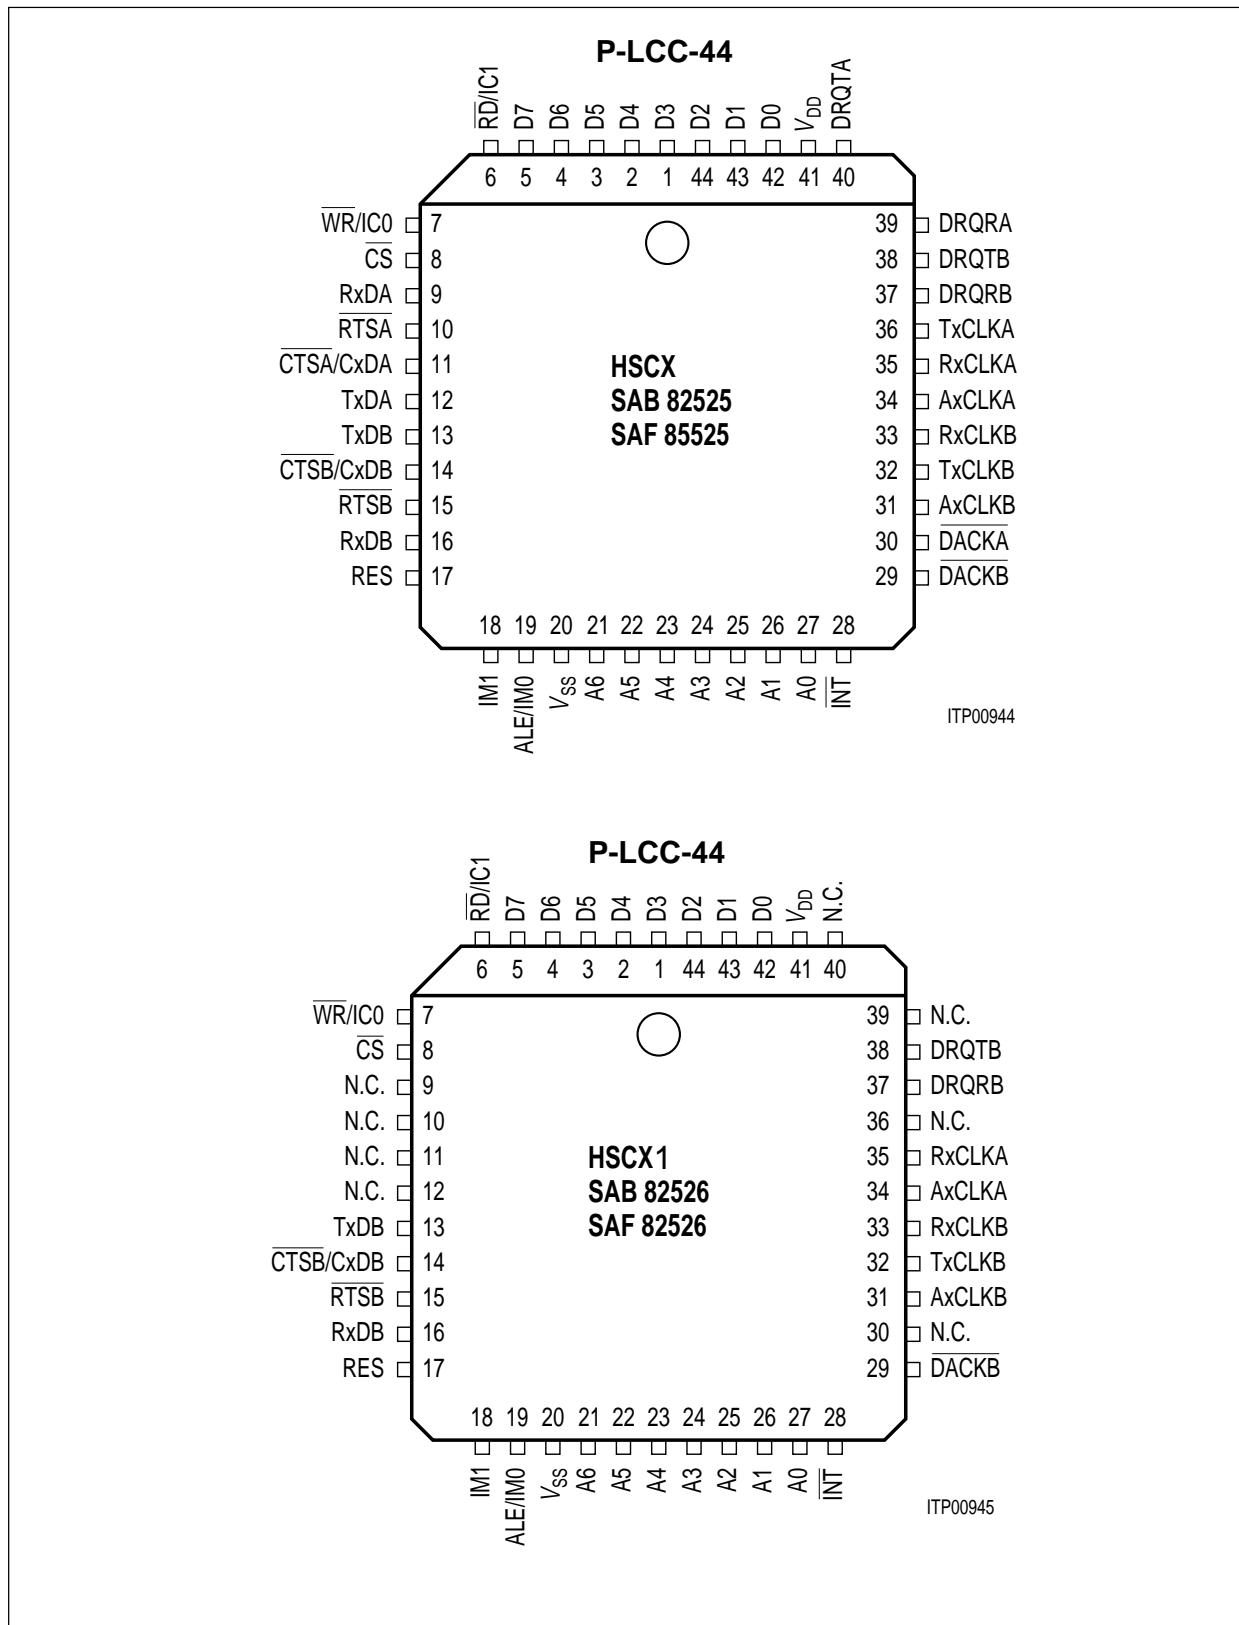 P-LCC-44
RD/IC1 D7 D6 D5 D4 D3 D2 D1 D0 VDD DRQTA
6 5 4 3 2 1 44 43 42 41 40
WR/IC0 7 39 DRQRA
CS 8 38 DRQTB
RxDA 9 37 DRQRB
RTSA 10 36 TxCLKA
CTSA/CxDA 11 HSCX 35 RxCLKA
TxDA 12 SAB 82525 34 AxCLKA
TxDB 13 SAF 85525 33 RxCLKB
CTSB/CxDB 14 32 TxCLKB
RTSB 15 31 AxCLKB
RxDB 16 30 DACKA
RES 17 29 DACKB
18 19 20 21 22 23 24 25 26 27 28
IM1 ALE/IM0 VSS A6 A5 A4 A3 A2 A1 A0 INT
ITP00944
P-LCC-44
RD/IC1 D7 D6 D5 D4 D3 D2 D1 D0 VDD N.C.
6 5 4 3 2 1 44 43 42 41 40
WR/IC0 7 39 N.C.
CS 8 38 DRQTB
N.C. 9 37 DRQRB
N.C. 10 36 N.C.
N.C. 11 HSCX1 35 RxCLKA
N.C. 12 SAB 82526 34 AxCLKA
TxDB 13 SAF 82526 33 RxCLKB
CTSB/CxDB 14 32 TxCLKB
RTSB 15 31 AxCLKB
RxDB 16 30 N.C.
RES 17 29 DACKB
18 19 20 21 22 23 24 25 26 27 28
IM1 ALE/IM0 VSS A6 A5 A4 A3 A2 A1 A0 INT
ITP00945